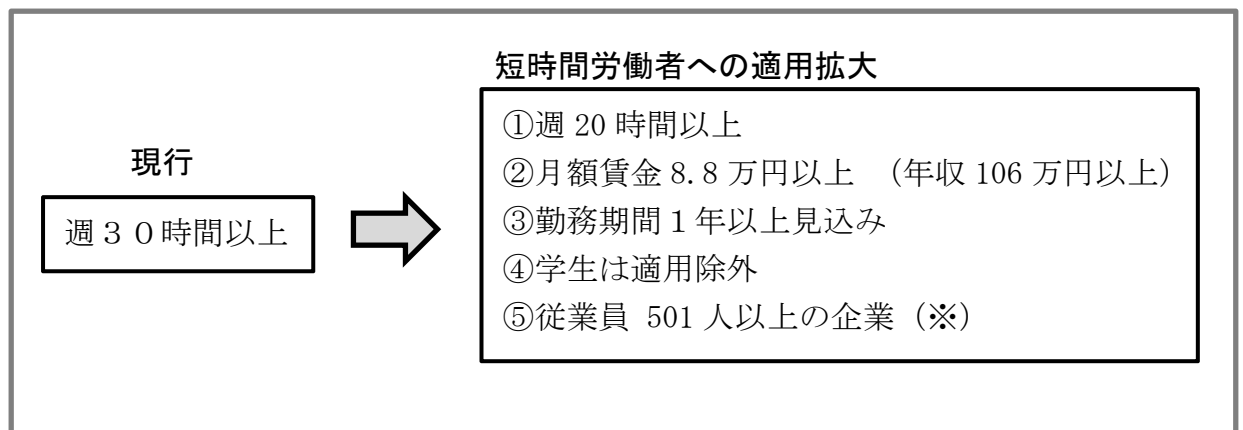 短時間労働者への適用拡大
現行
週３０時間以上
①週 20 時間以上
②月額賃金 8.8 万円以上 （年収 106 万円以上）
③勤務期間１年以上見込み
④学生は適用除外
⑤従業員 501 人以上の企業（※）